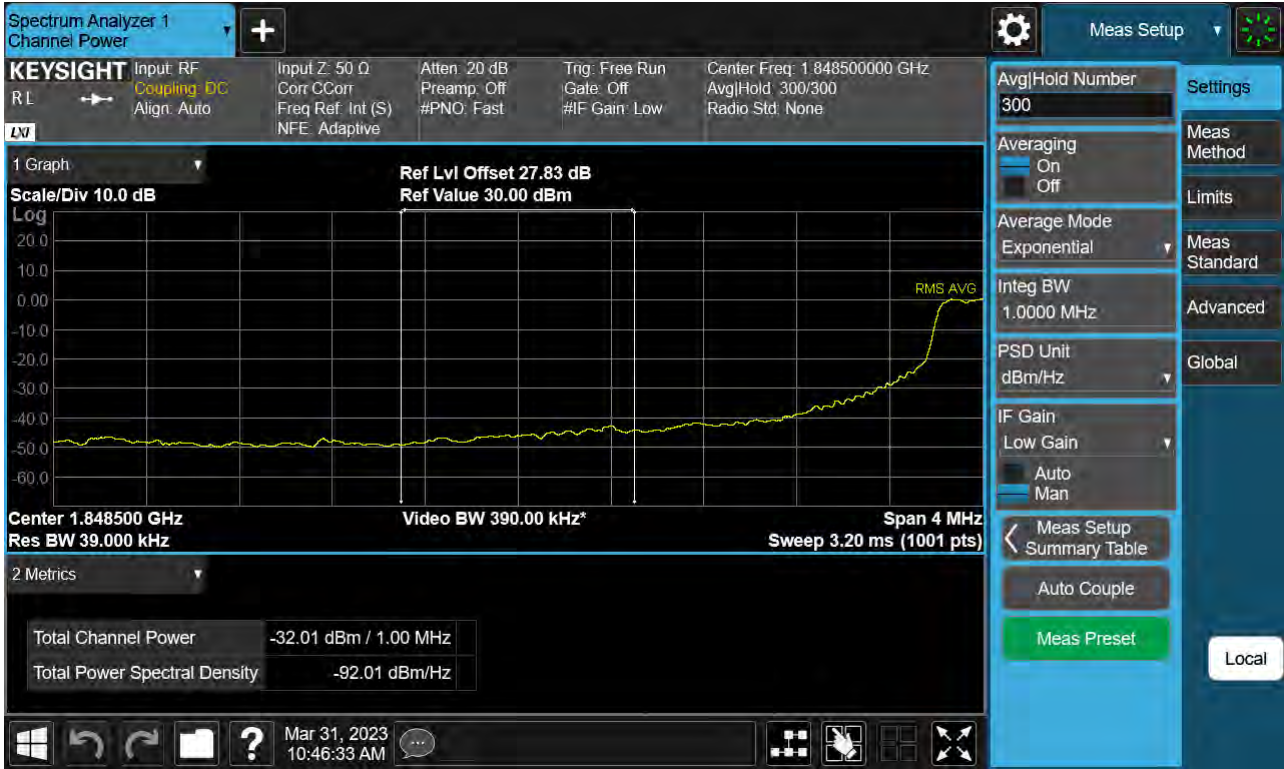 Spectrum Analyzer 1
Channel Power
Meas Setup
KEYSIGHT
R L
LXI
Input: RF
Coupling: DC
Align: Auto
Input Z: 50 Ω
Corr CCorr
Freq Ref: Int (S)
NFE: Adaptive
Atten: 20 dB
Preamp: Off
#PNO: Fast
Trig: Free Run
Gate: Off
#IF Gain: Low
Center Freq: 1.848500000 GHz
Avg|Hold: 300/300
Radio Std: None
1 Graph
Scale/Div 10.0 dB
Ref Lvl Offset 27.83 dB
Ref Value 30.00 dBm
Log
20.0
10.0
0.00
-10.0
-20.0
-30.0
-40.0
-50.0
-60.0
RMS AVG
Center 1.848500 GHz
Video BW 390.00 kHz*
Span 4 MHz
Res BW 39.000 kHz
Sweep 3.20 ms (1001 pts)
2 Metrics
Total Channel Power -32.01 dBm / 1.00 MHz
Total Power Spectral Density -92.01 dBm/Hz
?
Mar 31, 2023
10:46:33 AM
Avg|Hold Number
300
Averaging
On
Off
Average Mode
Exponential
Integ BW
1.0000 MHz
PSD Unit
dBm/Hz
IF Gain
Low Gain
Auto
Man
Meas Setup
Summary Table
Auto Couple
Meas Preset
Settings
Meas
Method
Limits
Meas
Standard
Advanced
Global
Local